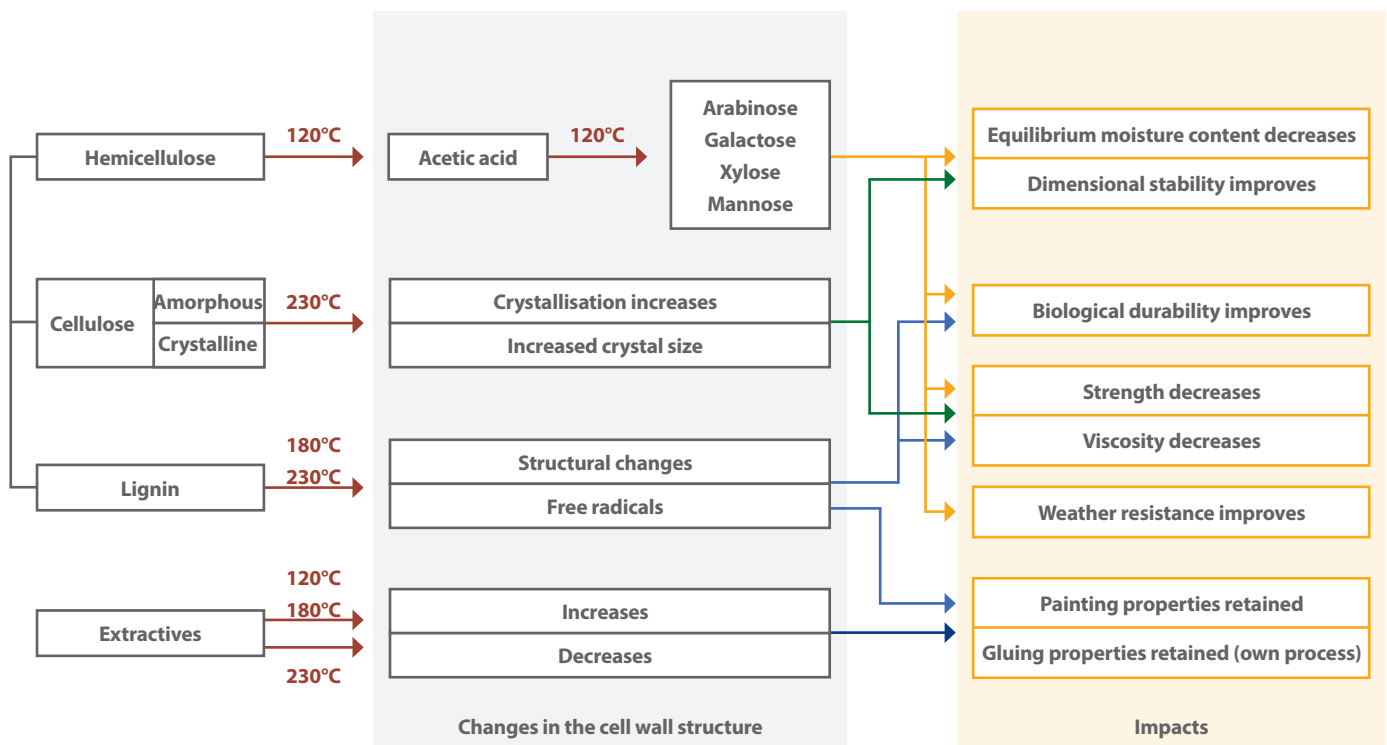 Hemicellulose
120°C
Acetic acid
120°C
Arabinose
Galactose
Xylose
Mannose
Equilibrium moisture content decreases
Dimensional stability improves
Cellulose
Amorphous
Crystalline
230°C
Crystallisation increases
Increased crystal size
Biological durability improves
Strength decreases
Viscosity decreases
Lignin
180°C
230°C
Structural changes
Free radicals
Weather resistance improves
Extractives
120°C
180°C
230°C
Increases
Decreases
Painting properties retained
Gluing properties retained (own process)
Changes in the cell wall structure
Impacts